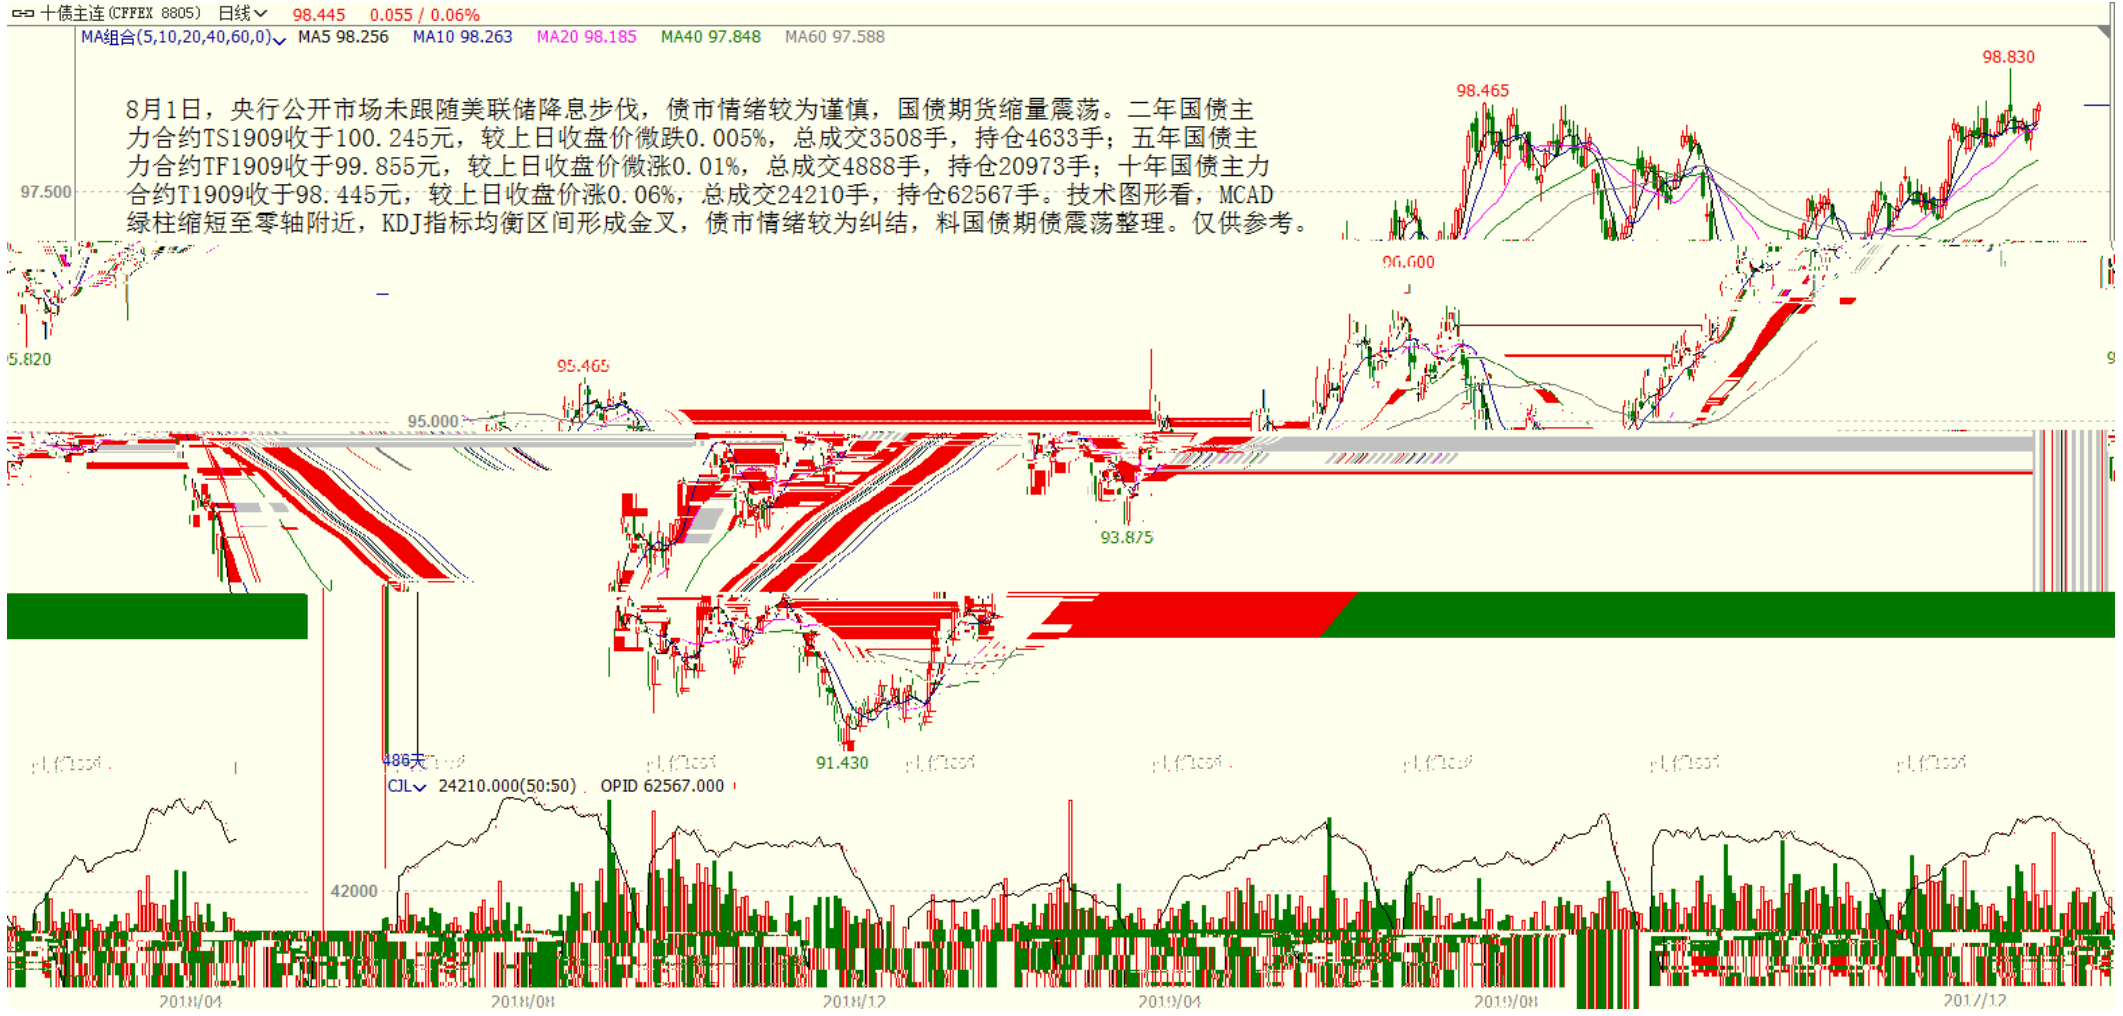 十债主连(CFFEX 8805) 日线 98.445 0.055 / 0.06%
MA组合(5,10,20,40,60,0) MA5 98.256 MA10 98.263 MA20 98.185 MA40 97.848 MA60 97.588
98.830
98.465
8月1日，央行公开市场未跟随美联储降息步伐，债市情绪较为谨慎，国债期货缩量震荡。二年国债主
力合约TS1909收于100.245元，较上日收盘价微跌0.005%，总成交3508手，持仓4633手；五年国债主
力合约TF1909收于99.855元，较上日收盘价微涨0.01%，总成交4888手，持仓20973手；十年国债主力
合约T1909收于98.445元，较上日收盘价涨0.06%，总成交24210手，持仓62567手。技术图形看，MCAD
绿柱缩短至零轴附近，KDJ指标均衡区间形成金叉，债市情绪较为纠结，料国债期债震荡整理。仅供参考。
97.500
96.600
5.820
95.465
95.000
93.875
91.430
486天
CJL 24210.000(50:50) OPID 62567.000
42000
2018/04 2018/08 2018/12 2019/04 2019/08 2017/12